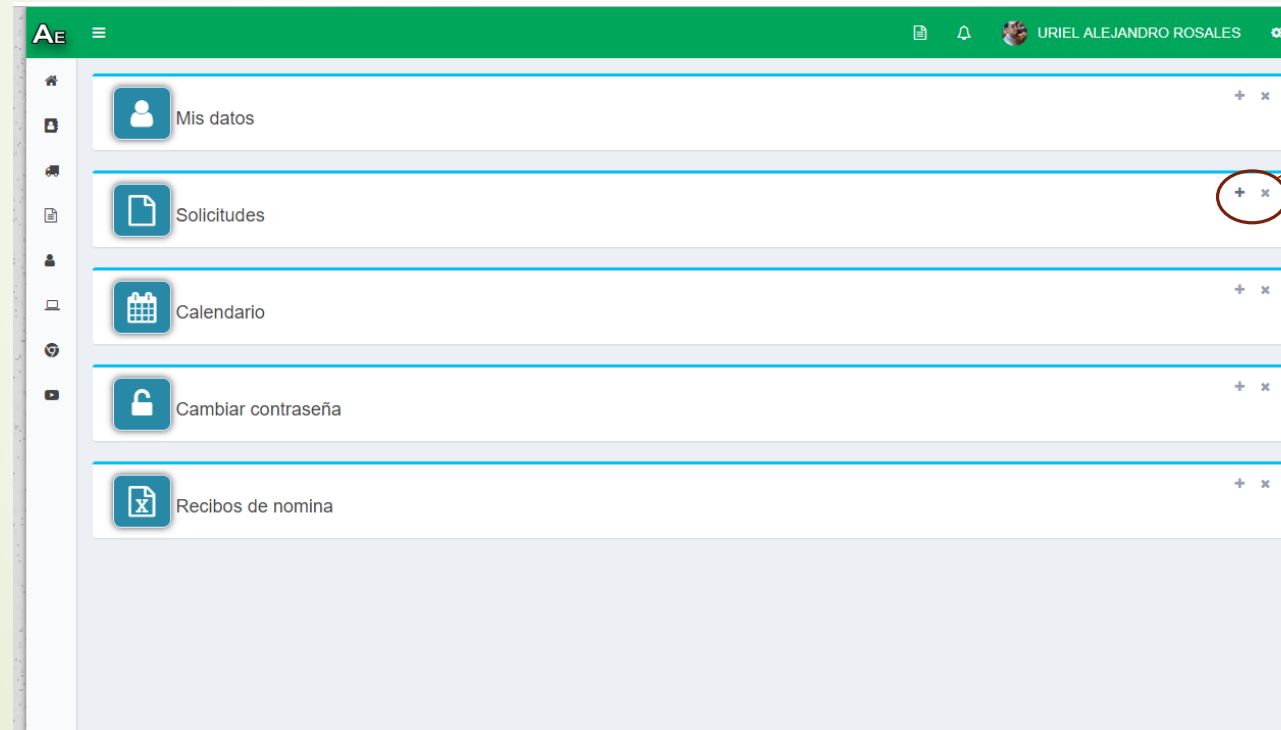 AE
URIEL ALEJANDRO ROSALES
Mis datos
Solicitudes
Calendario
Cambiar contraseña
Recibos de nomina